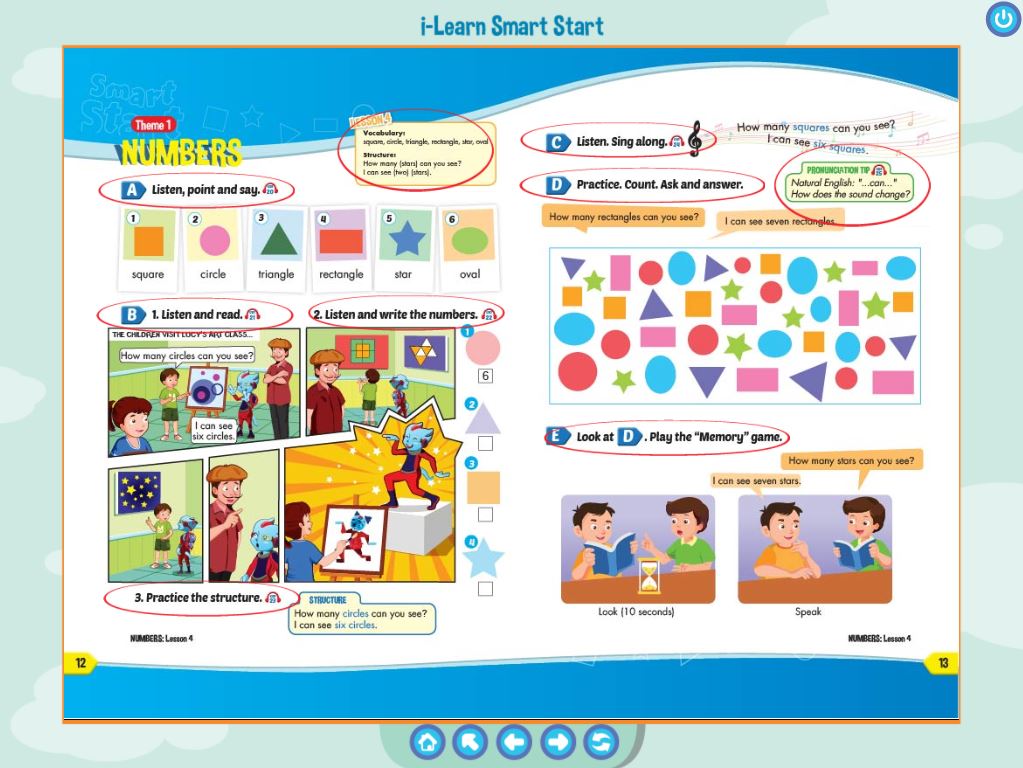 i-Learn Smart Start
Smart
Start
Theme 1
NUMBERS
LESSON 4
Vocabulary:
square, circle, triangle, rectangle, star, oval
Structure:
How many (stars) can you see?
I can see (two) (stars).
A Listen, point and say.
1
2
3
4
5
6
square
circle
triangle
rectangle
star
oval
B 1. Listen and read.
2. Listen and write the numbers.
THE CHILDREN VISIT LUCY'S ART CLASS...
How many circles can you see?
I can see
six circles.
1
6
2
3
4
3. Practice the structure.
STRUCTURE
How many circles can you see?
I can see six circles.
NUMBERS: Lesson 4
12
C Listen. Sing along.
How many squares can you see?
I can see six squares.
D Practice. Count. Ask and answer.
PRONUNCIATION TIP
Natural English: "...can..."
How does the sound change?
How many rectangles can you see?
I can see seven rectangles.
E Look at D. Play the “Memory” game.
How many stars can you see?
I can see seven stars.
Look (10 seconds)
Speak
NUMBERS: Lesson 4
13